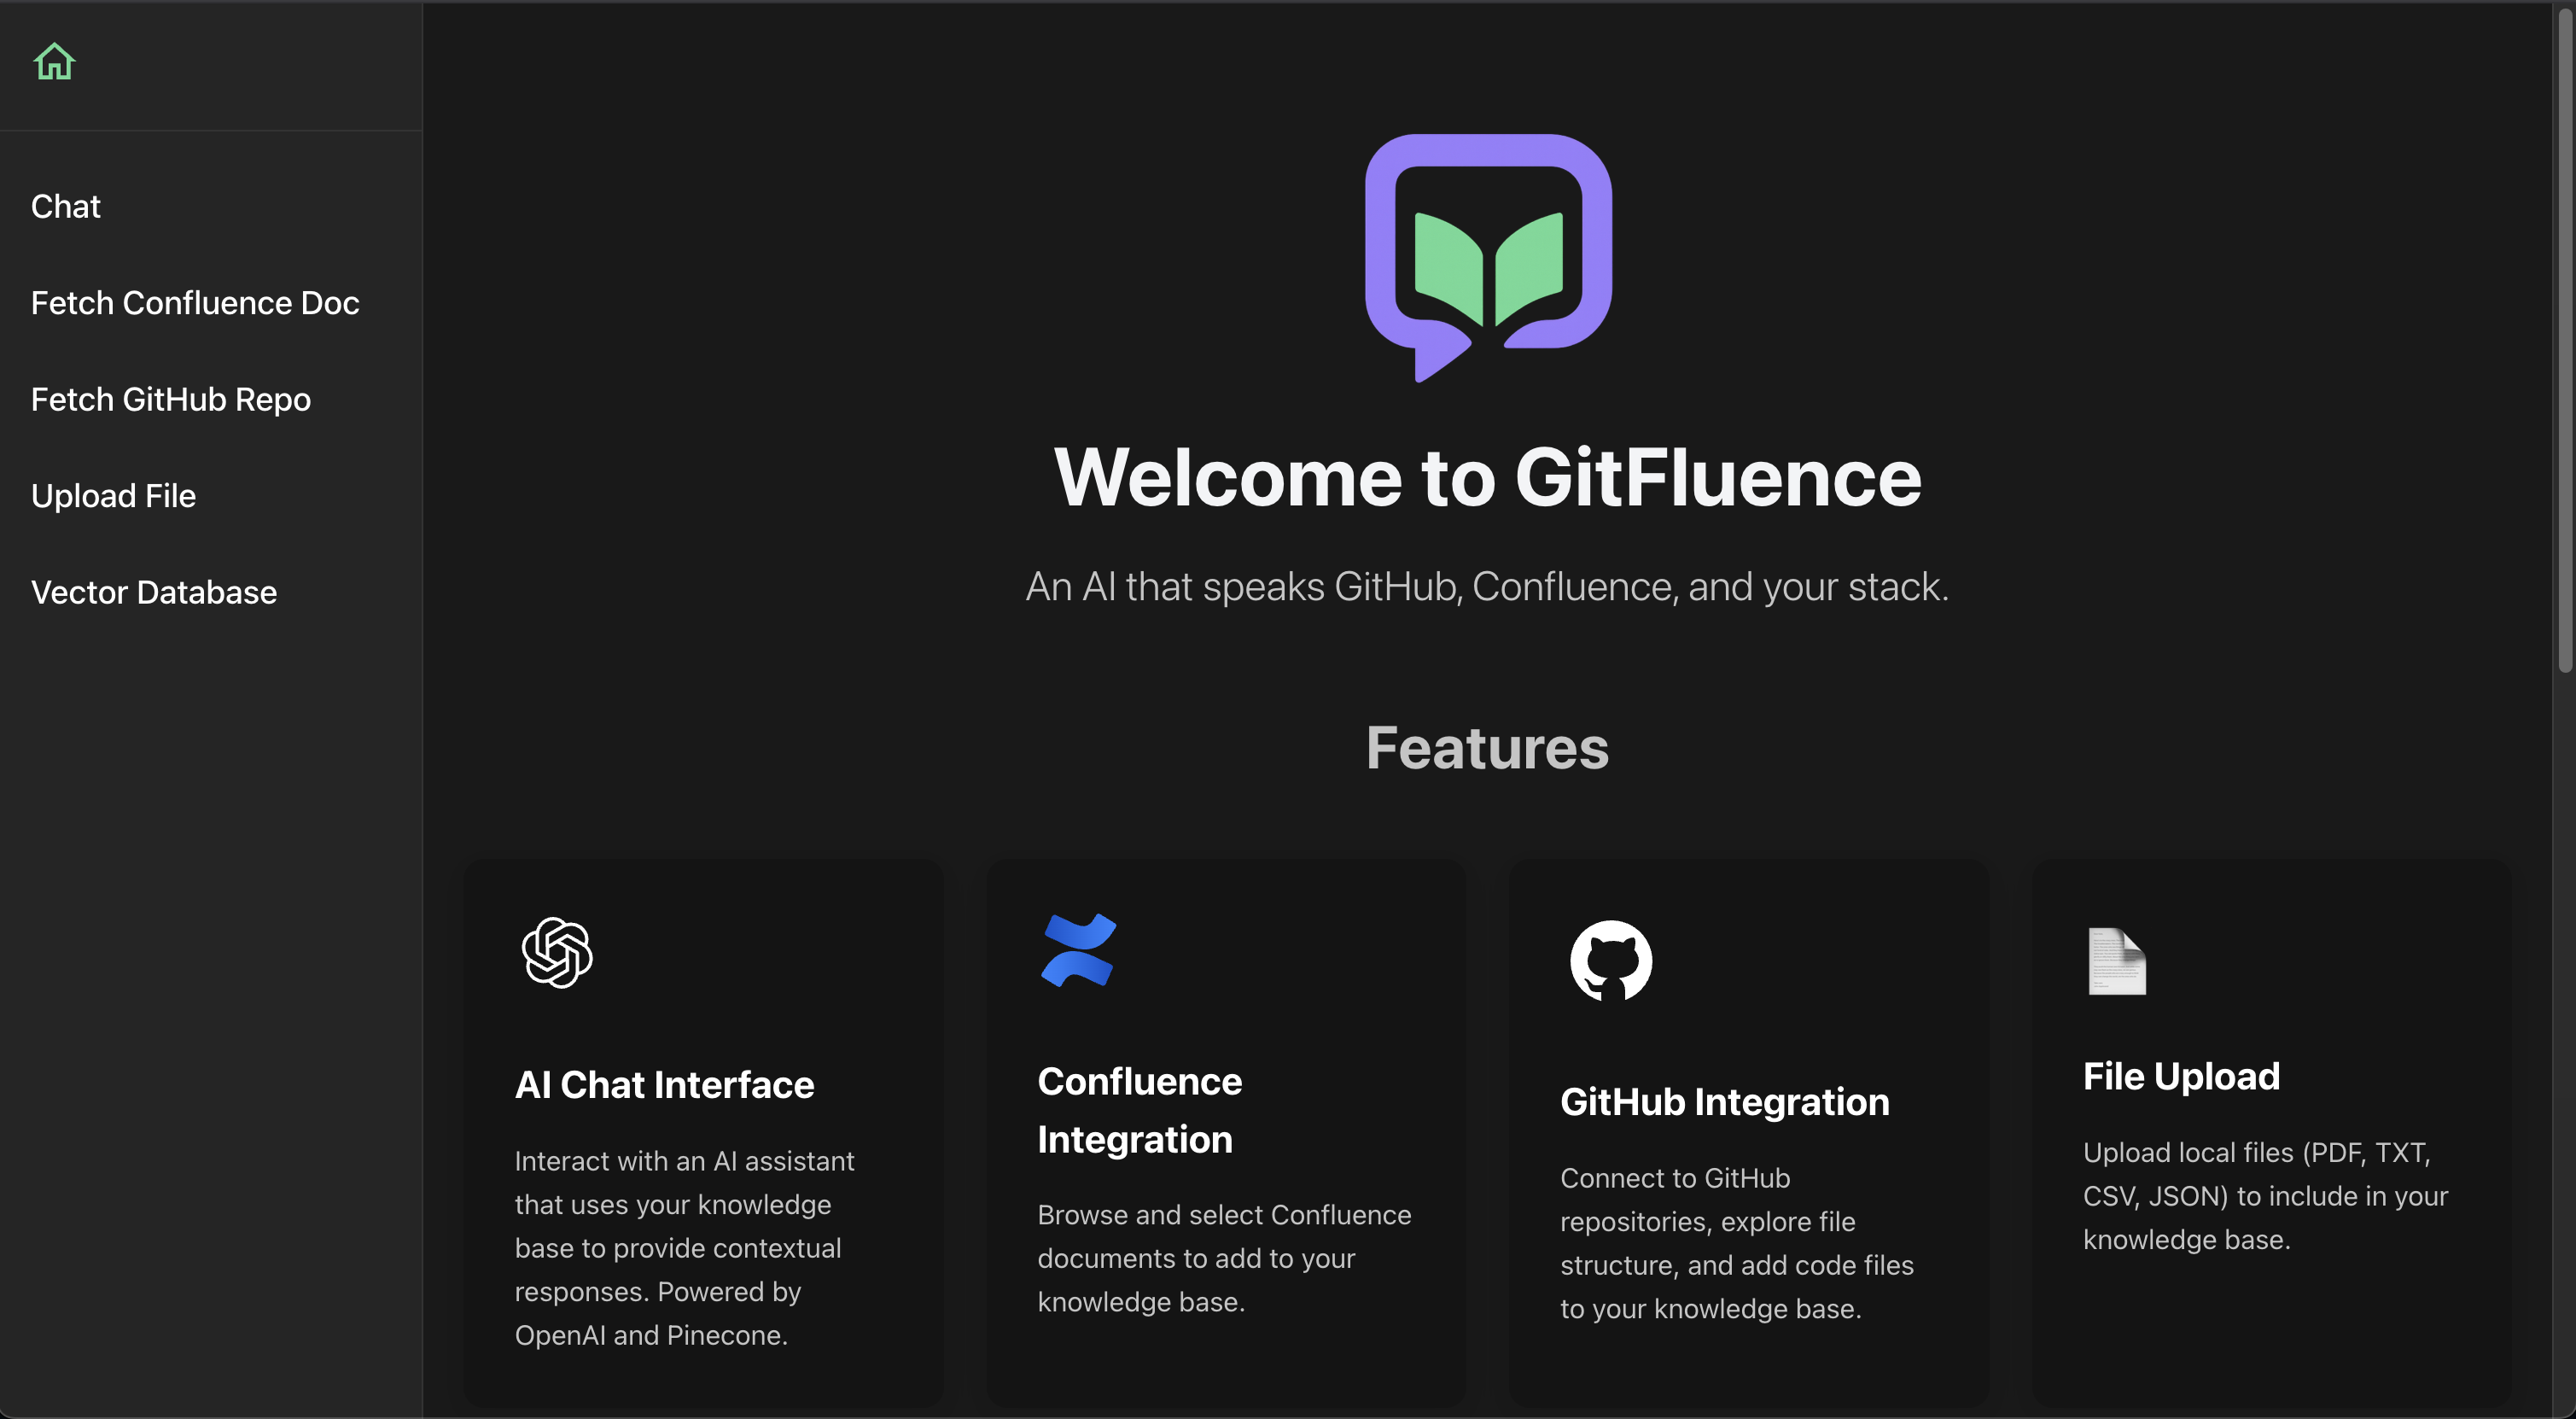 Chat
Fetch Confluence Doc
Fetch GitHub Repo
Upload File
Vector Database
Welcome to GitFluence
An AI that speaks GitHub, Confluence, and your stack.
Features
AI Chat Interface
Interact with an AI assistant
that uses your knowledge
base to provide contextual
responses. Powered by
OpenAI and Pinecone.
Confluence
Integration
Browse and select Confluence
documents to add to your
knowledge base.
GitHub Integration
Connect to GitHub
repositories, explore file
structure, and add code files
to your knowledge base.
File Upload
Upload local files (PDF, TXT,
CSV, JSON) to include in your
knowledge base.